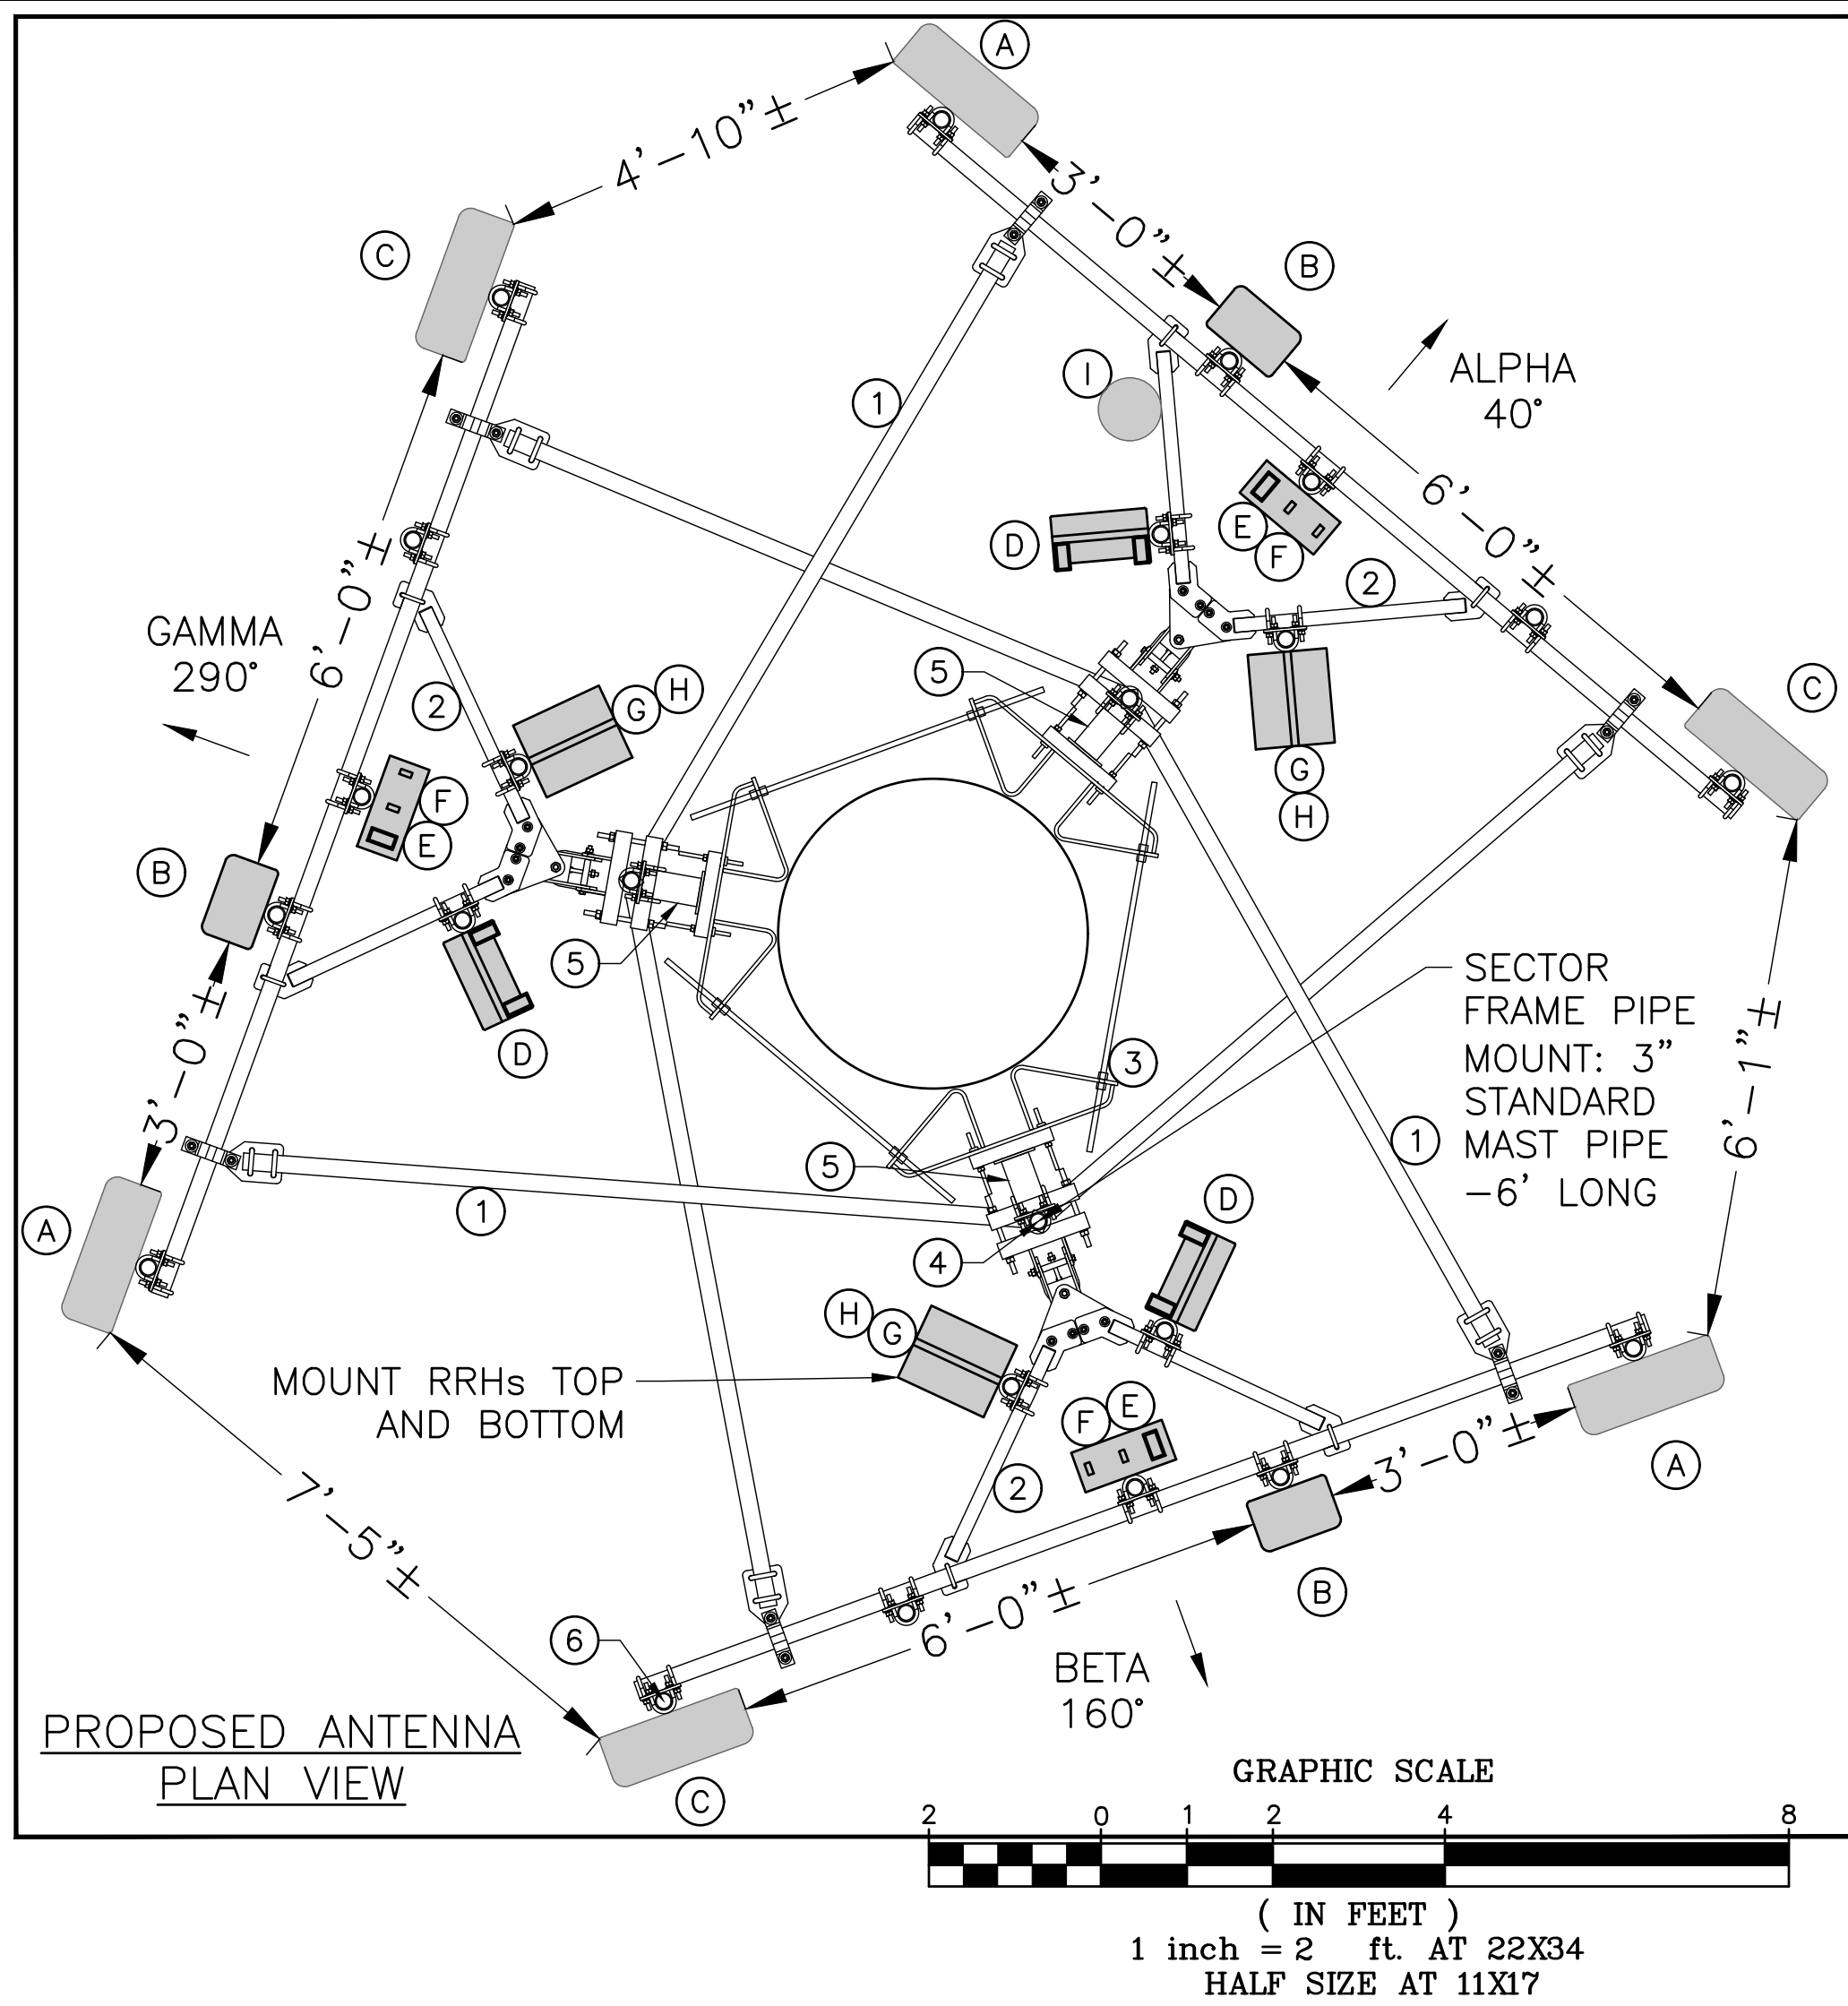 A
4'-10"±
3'-0"±
C
B
ALPHA
40°
1
I
6'-0"±
D
E
F
2
6'-0"±
GAMMA
290°
2
G
H
5
C
G
H
F
E
B
5
D
SECTOR
FRAME PIPE
MOUNT: 3"
STANDARD
MAST PIPE
-6' LONG
6'-1"±
3'-0"±
3
1
5
A
1
D
4
H
G
MOUNT RRHs TOP
AND BOTTOM
F
E
3'-0"±
A
2
7'-5"±
B
6
6'-0"±
BETA
160°
C
PROPOSED ANTENNA
PLAN VIEW
GRAPHIC SCALE
2 0 1 2 4 8
( IN FEET )
1 inch = 2 ft. AT 22X34
HALF SIZE AT 11X17